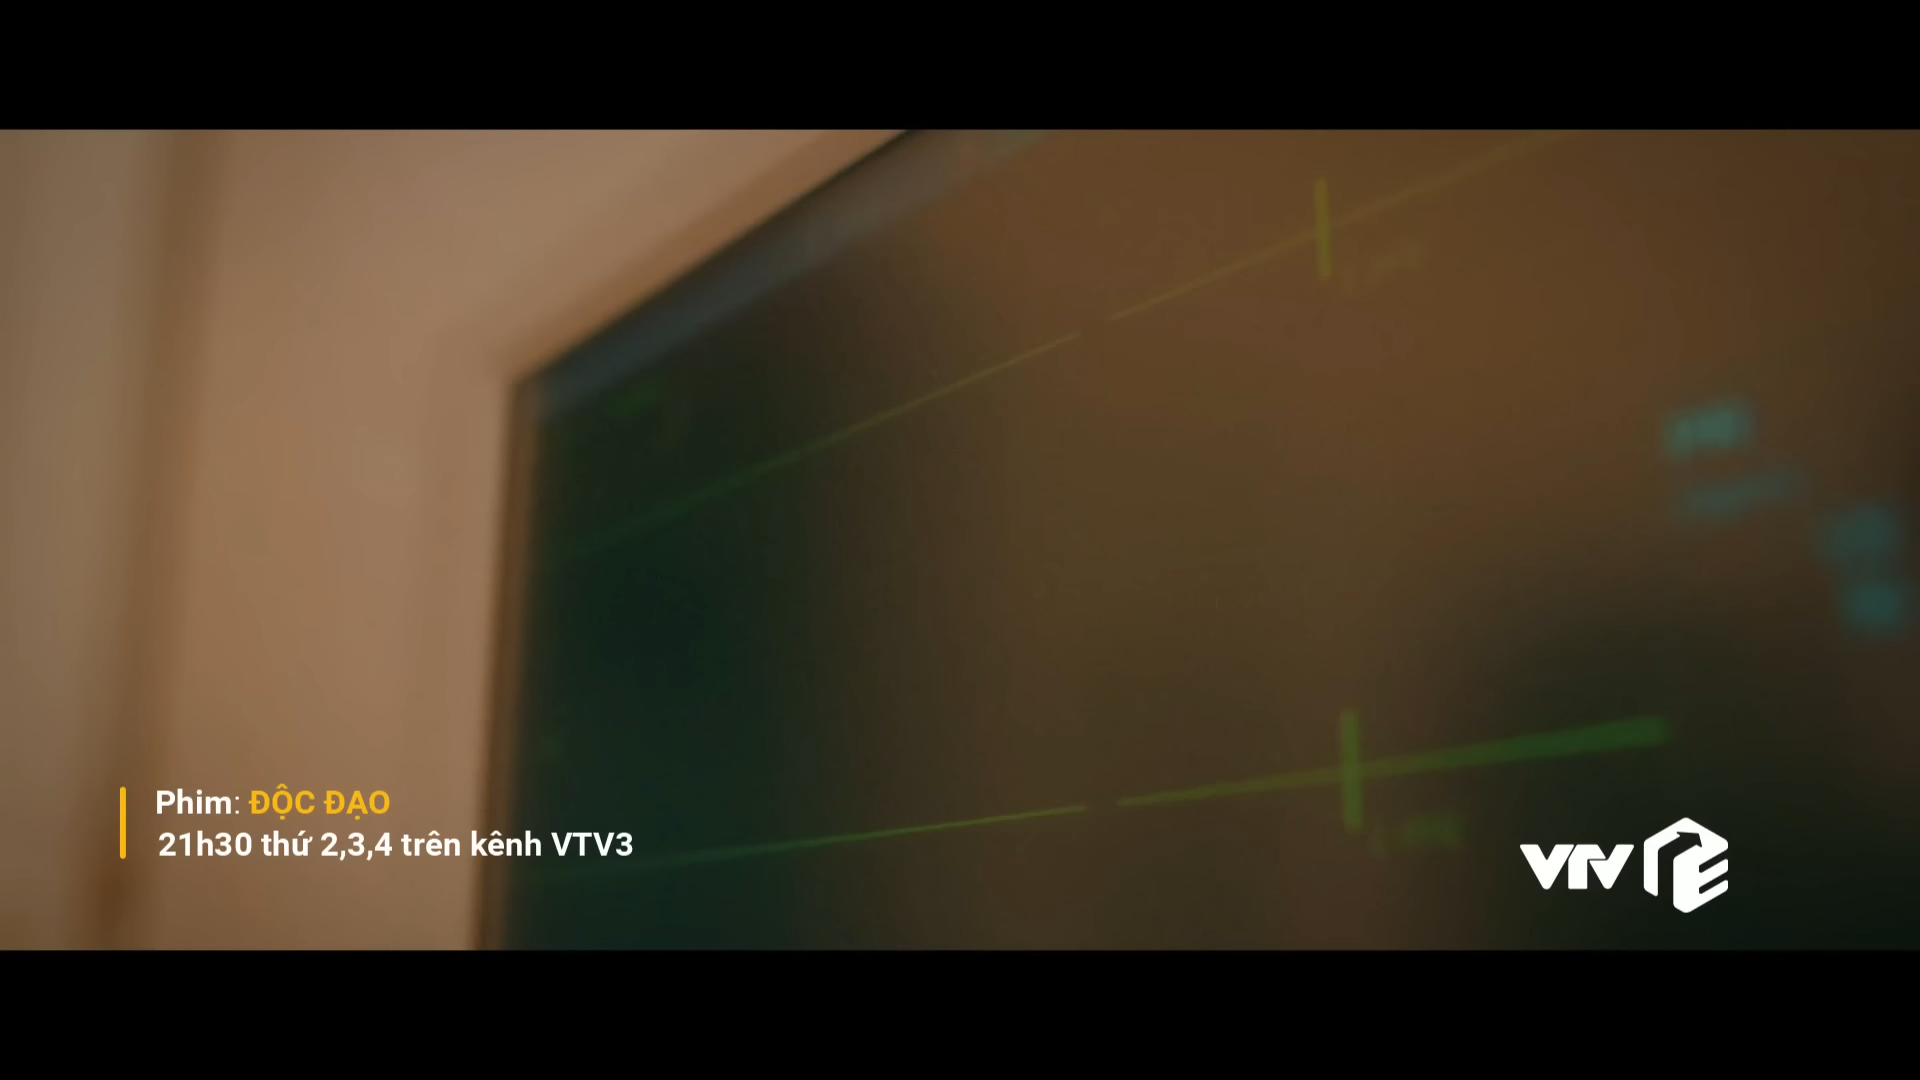 Phim: ĐỘC ĐẠO
21h30 thứ 2,3,4 trên kênh VTV3
VTV